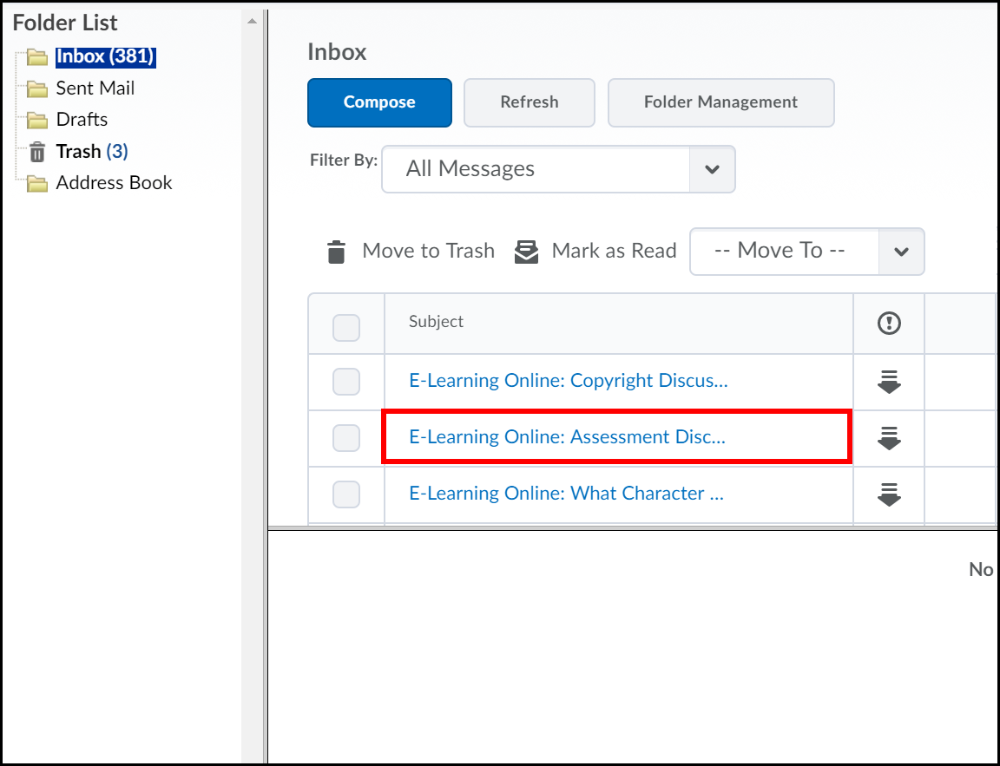 Folder List
Inbox (381)
Sent Mail
Drafts
Trash (3)
Address Book
Inbox
Compose
Refresh
Folder Management
Filter By:
All Messages
Move to Trash
Mark as Read
-- Move To --
Subject
E-Learning Online: Copyright Discus...
E-Learning Online: Assessment Disc...
E-Learning Online: What Character ...
No